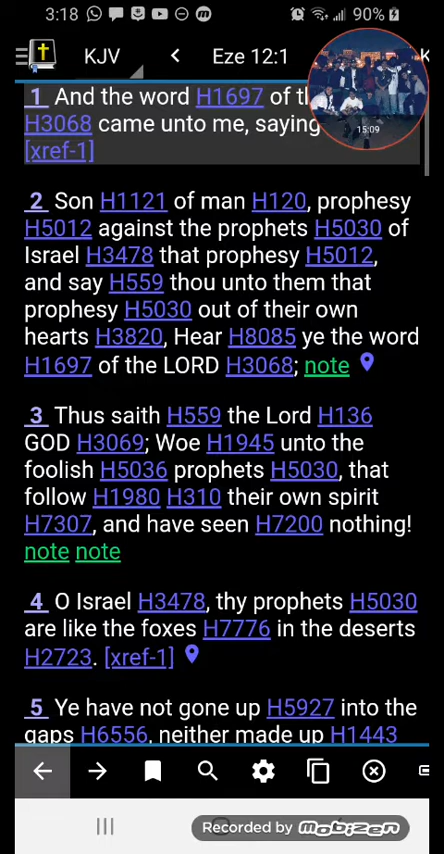 3:18 90%
KJV Eze 12:1
15:09
1 And the word H1697 of
H3068 came unto me, saying
[xref-1]
2 Son H1121 of man H120, prophesy
H5012 against the prophets H5030 of
Israel H3478 that prophesy H5012,
and say H559 thou unto them that
prophesy H5030 out of their own
hearts H3820, Hear H8085 ye the word
H1697 of the LORD H3068; note
3 Thus saith H559 the Lord H136
GOD H3069; Woe H1945 unto the
foolish H5036 prophets H5030, that
follow H1980 H310 their own spirit
H7307, and have seen H7200 nothing!
note note
4 O Israel H3478, thy prophets H5030
are like the foxes H7776 in the deserts
H2723. [xref-1]
5 Ye have not gone up H5927 into the
gaps H6556, neither made up H1443
Recorded by Mobizen